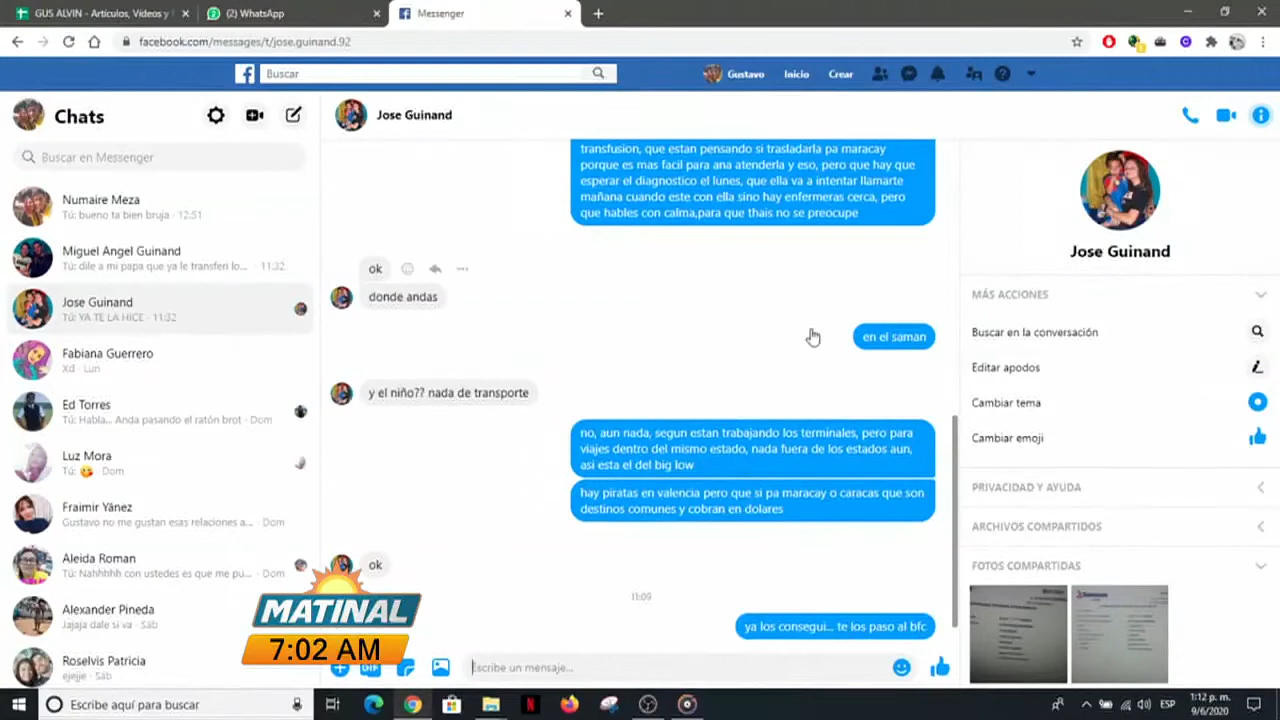 GUS ALVIN - Artículos, Vídeos y
(2) WhatsApp
Messenger
facebook.com/messages/t/jose.guinand.92
Buscar
Gustavo
Inicio
Crear
Chats
Buscar en Messenger
Numaire Meza
Tú: bueno ta bien bruja · 12:51
Miguel Angel Guinand
Tú: dile a mi papa que ya le transferi lo... · 11:32
Jose Guinand
Tú: YA TE LA HICE · 11:32
Fabiana Guerrero
Xd · Lun
Ed Torres
Tú: Habla... Anda pasando el ratón brot · Dom
Luz Mora
Tú: 😋 · Dom
Fraimir Yánez
Gustavo no me gustan esas relaciones a... · Dom
Aleida Roman
Tú: Nahhhhh con ustedes es que me pu... · Dom
Alexander Pineda
Jajaja dale si va · Sáb
Roselvis Patricia
ejejje · Sáb
Jose Guinand
transfusion, que estan pensando si trasladarla pa maracay
porque es mas facil para ana atenderla y eso, pero que hay que
esperar el diagnostico el lunes, que ella va a intentar llamarte
mañana cuando este con ella sino hay enfermeras cerca, pero
que hables con calma,para que thais no se preocupe
ok
donde andas
en el saman
y el niño?? nada de transporte
no, aun nada, segun estan trabajando los terminales, pero para
viajes dentro del mismo estado, nada fuera de los estados aun,
asi esta el del big low
hay piratas en valencia pero que si pa maracay o caracas que son
destinos comunes y cobran en dolares
ok
11:09
ya los consegui... te los paso al bfc
GIF
Escribe un mensaje...
Jose Guinand
MÁS ACCIONES
Buscar en la conversación
Editar apodos
Cambiar tema
Cambiar emoji
PRIVACIDAD Y AYUDA
ARCHIVOS COMPARTIDOS
FOTOS COMPARTIDAS
MATINAL
7:02 AM
Escribe aquí para buscar
ESP
1:12 p. m.
9/6/2020